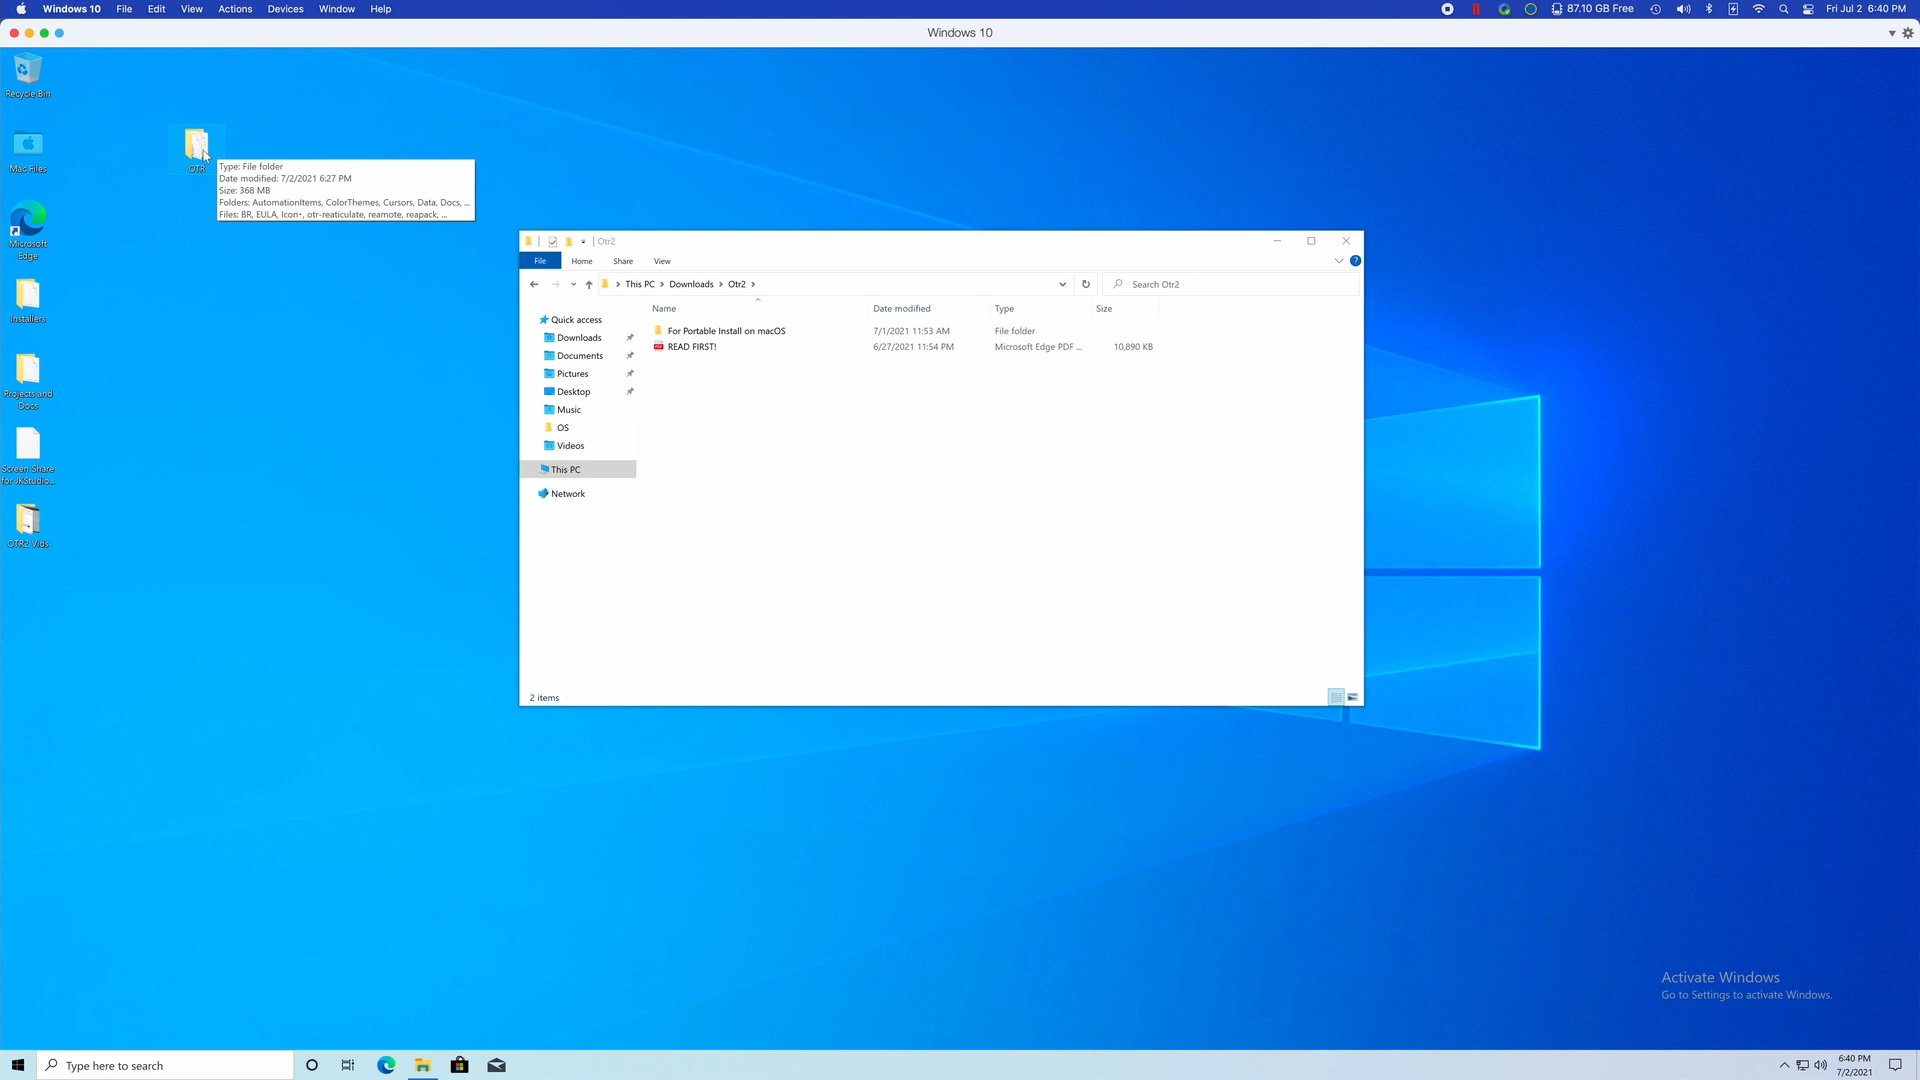 Windows 10 File Edit View Actions Devices Window Help 87.10 GB Free Fri Jul 2 6:40 PM
Windows 10
Recycle Bin
Mac Files
OTR
Type: File folder
Date modified: 7/2/2021 6:27 PM
Size: 368 MB
Folders: AutomationItems, ColorThemes, Cursors, Data, Docs, ...
Files: BR, EULA, Icon•, otr-reaticulate, reamote, reapack, ...
Microsoft
Edge
Installers
Projects and
Docs
Screen Share
for JKStudio...
OTR2 Vids
Otr2
File Home Share View
This PC > Downloads > Otr2 >
Search Otr2
Name Date modified Type Size
For Portable Install on macOS 7/1/2021 11:53 AM File folder
READ FIRST! 6/27/2021 11:54 PM Microsoft Edge PDF ... 10,890 KB
Quick access
Downloads
Documents
Pictures
Desktop
Music
OS
Videos
This PC
Network
2 items
Activate Windows
Go to Settings to activate Windows.
Type here to search
6:40 PM
7/2/2021